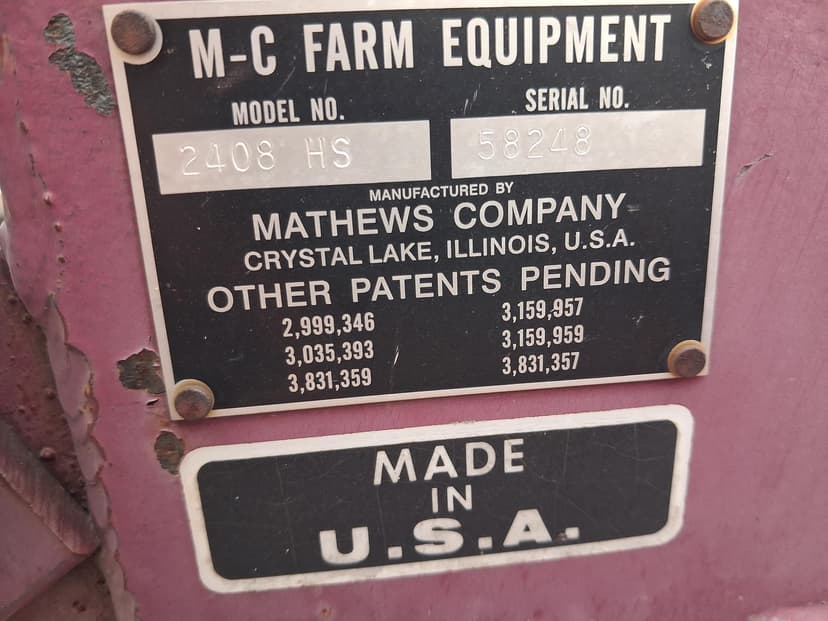 M-C FARM EQUIPMENT
MODEL NO. SERIAL NO.
2408 HS 58248
MANUFACTURED BY
MATHEWS COMPANY
CRYSTAL LAKE, ILLINOIS, U.S.A.
OTHER PATENTS PENDING
2,999,346 3,159,957
3,035,393 3,159,959
3,831,359 3,831,357
MADE
IN
U.S.A.